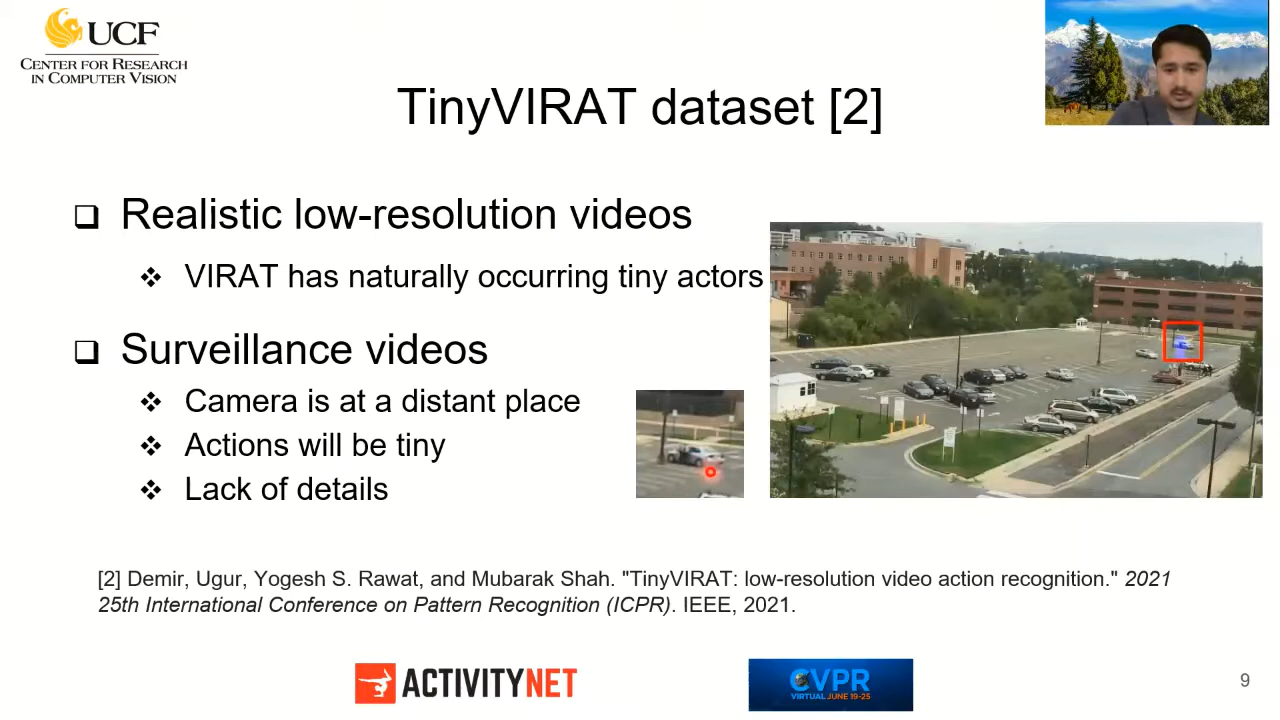 UCF
CENTER FOR RESEARCH
IN COMPUTER VISION
TinyVIRAT dataset [2]
Realistic low-resolution videos
VIRAT has naturally occurring tiny actors
Surveillance videos
Camera is at a distant place
Actions will be tiny
Lack of details
[2] Demir, Ugur, Yogesh S. Rawat, and Mubarak Shah. "TinyVIRAT: low-resolution video action recognition." 2021
25th International Conference on Pattern Recognition (ICPR). IEEE, 2021.
ACTIVITYNET
CVPR
VIRTUAL JUNE 19-25
9